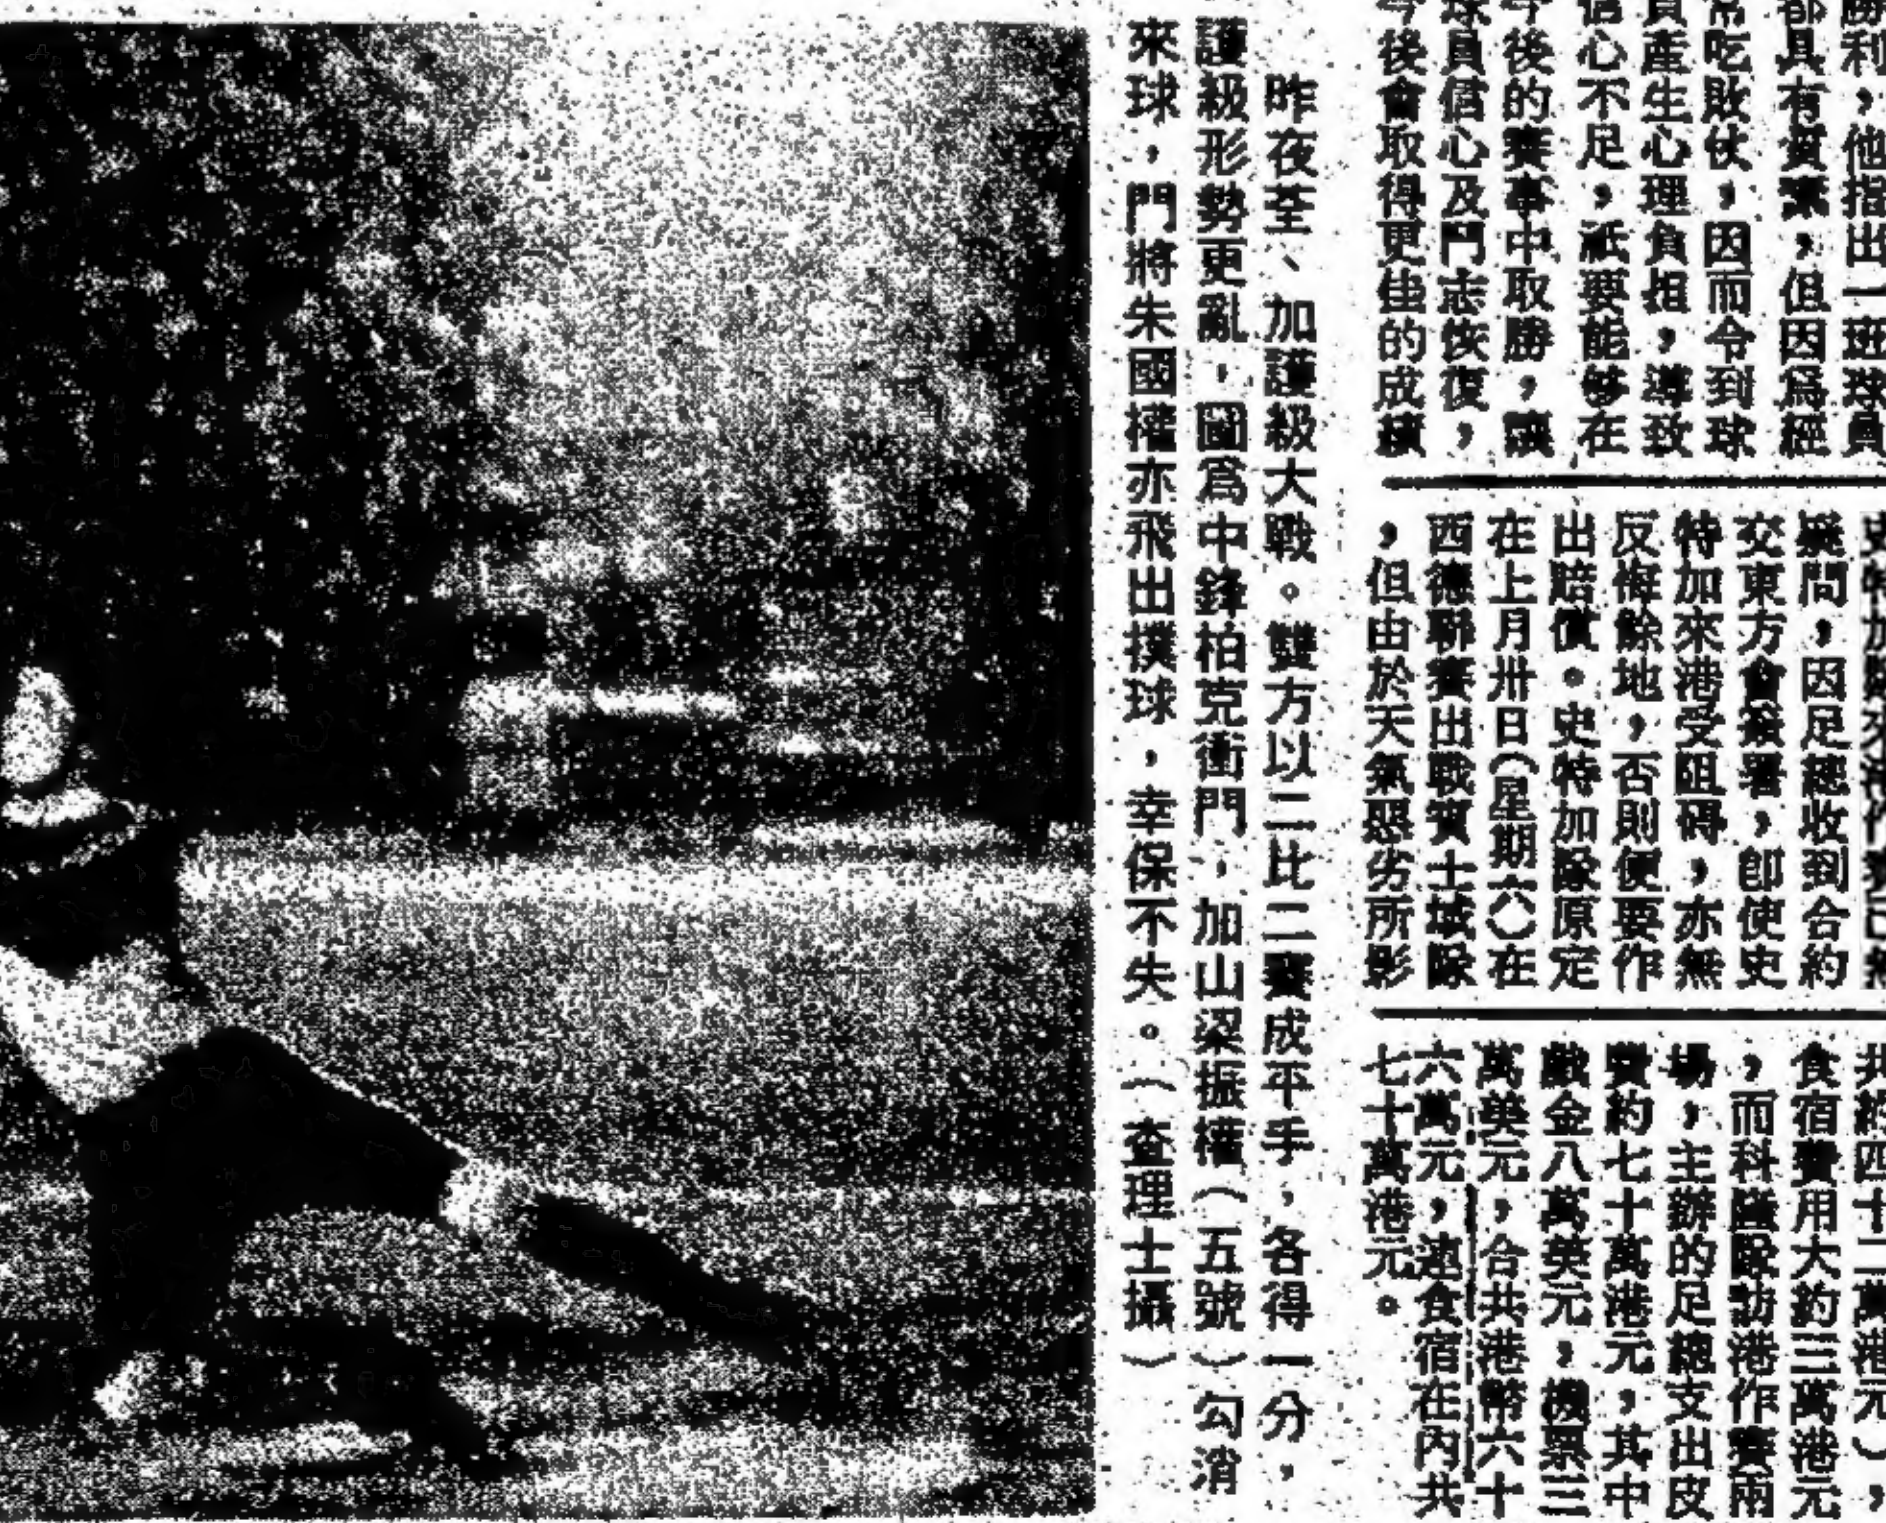 勝利，他指出一班球員
都具有質素，但因爲經
常吃敗仗，因而令到球
員產生心理負担，導致
信心不足，祇要能够在
今後的賽事中取勝，讓
球員信心及鬥志恢復，
今後會取得更佳的成績
展問，因足總收到合約
交東方會簽署，即使史
特加來港受阻碍，亦無
反悔餘地，否則便要作
出賠償。史特加隊原定
在上月卅日（星期六）在
西德聯賽出戰賓士域隊
，但由於天氣惡劣所影
共約四十二萬港元），
食宿費用大約三萬港元
，而科隊訪港作賽兩
場，主辦的足總支出皮
費約七十萬港元，其中
戲金八萬美元，機票三
萬美元，合共港幣六十
六萬元，連食宿在內共
七十萬港元。
昨夜荃、加護級大戰。雙方以二比二賽成平手，各得一分，
護級形勢更亂，圖爲中鋒柏克衝門，加山梁振權（五號）勾消
來球，門將朱國權亦飛出撲球，幸保不失。（查理士攝）